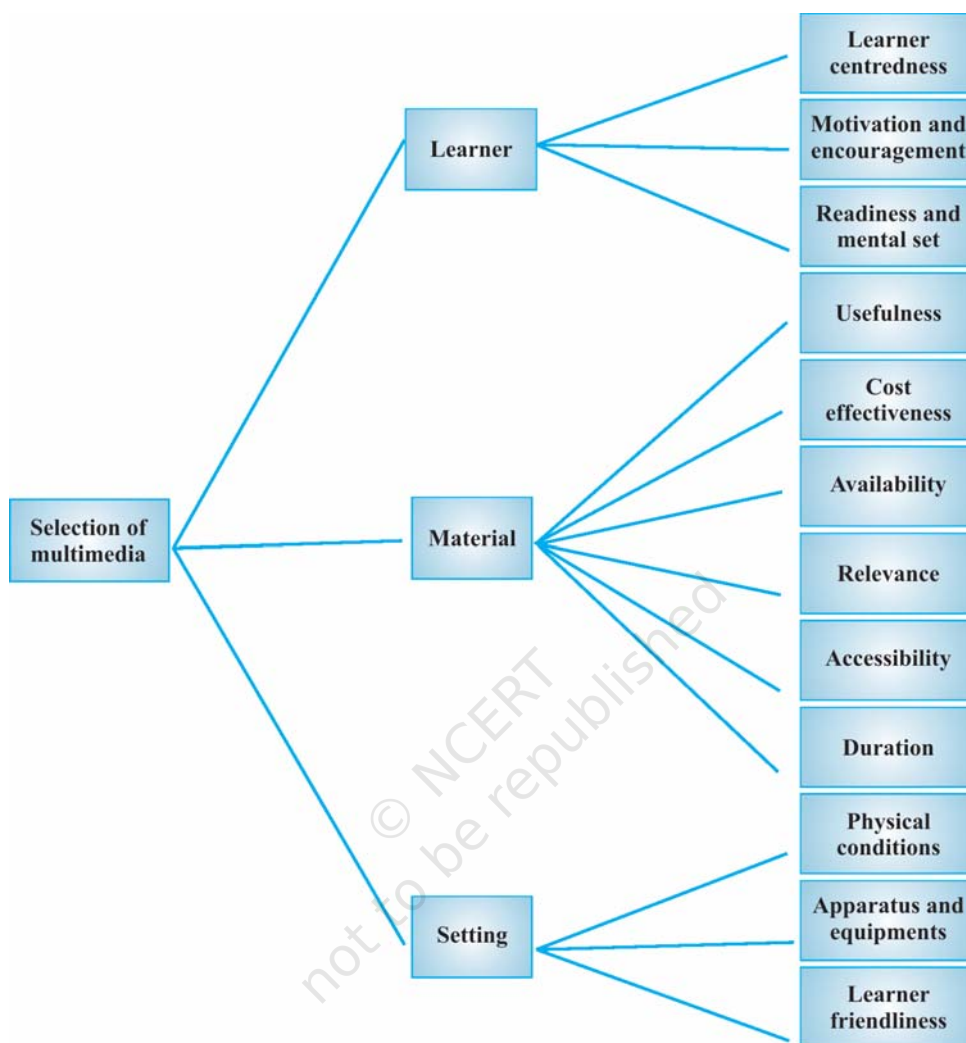 Learner
centredness
Motivation and
encouragement
Readiness and
mental set
Learner
Usefulness
Cost
effectiveness
Availability
Relevance
Accessibility
Duration
Selection of
multimedia
Material
Physical
conditions
Apparatus and
equipments
Learner
friendliness
Setting
© NCERT
not to be republished